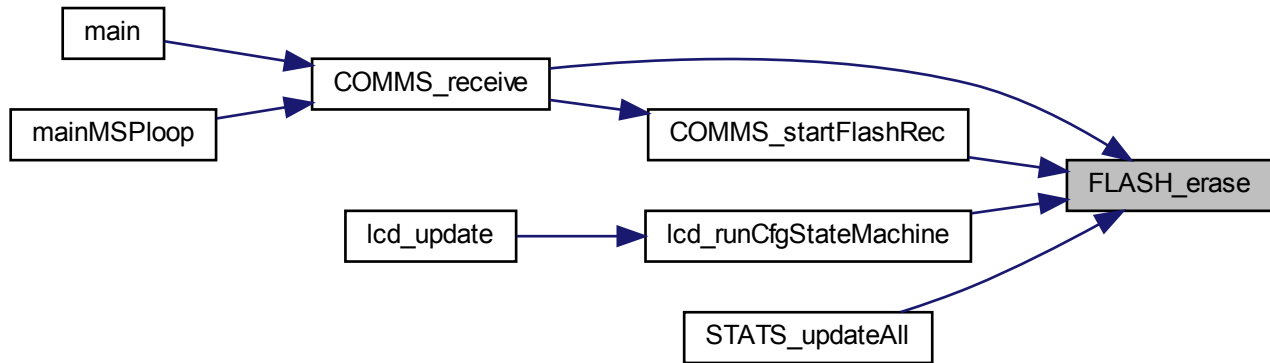 main
COMMS_receive
mainMSPloop
COMMS_startFlashRec
FLASH_erase
lcd_update
lcd_runCfgStateMachine
STATS_updateAll